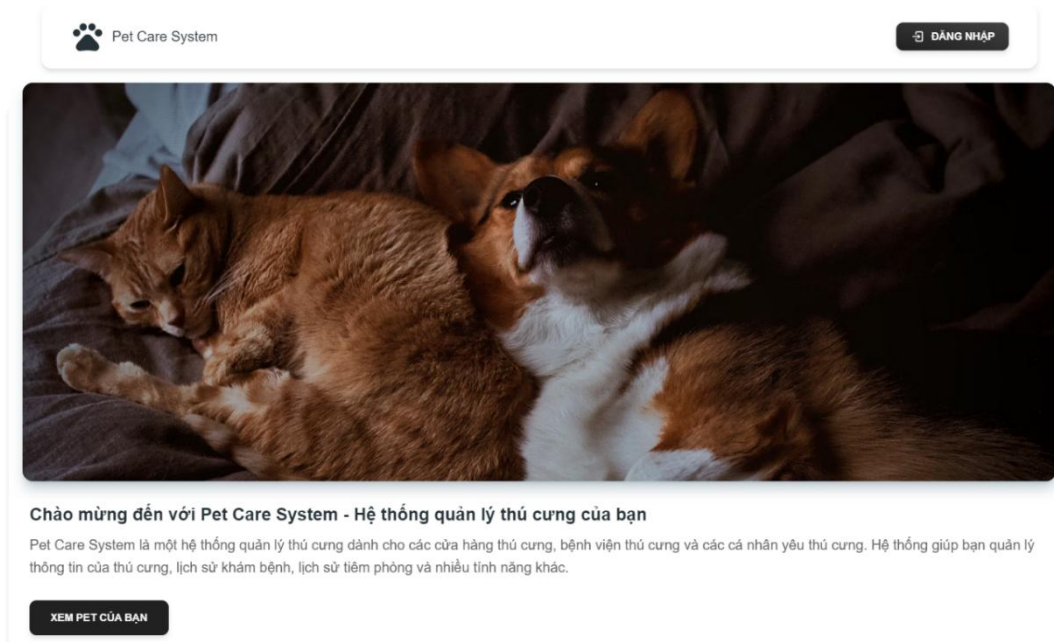 Pet Care System
ĐĂNG NHẬP
Chào mừng đến với Pet Care System - Hệ thống quản lý thú cưng của bạn
Pet Care System là một hệ thống quản lý thú cưng dành cho các cửa hàng thú cưng, bệnh viện thú cưng và các cá nhân yêu thú cưng. Hệ thống giúp bạn quản lý
thông tin của thú cưng, lịch sử khám bệnh, lịch sử tiêm phòng và nhiều tính năng khác.
XEM PET CỦA BẠN